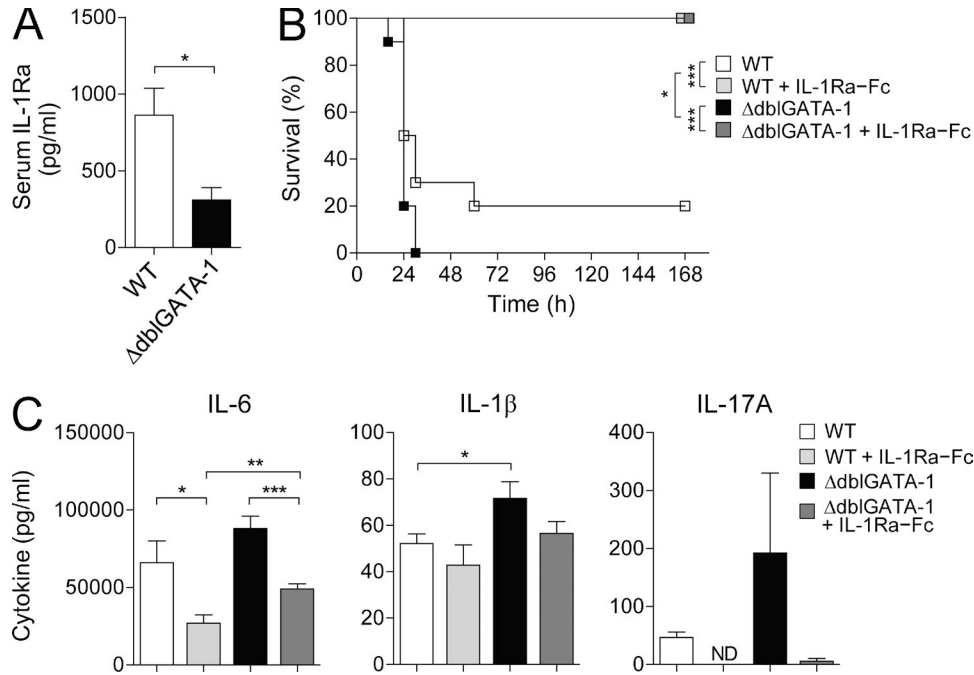 A
Serum IL-1Ra
(pg/ml)
1500
1000
500
0
*
WT
ΔdblGATA-1
B
Survival (%)
100
80
60
40
20
0
0 24 48 72 96 120 144 168
Time (h)
*
***
***
WT
WT + IL-1Ra–Fc
ΔdblGATA-1
ΔdblGATA-1 + IL-1Ra–Fc
C
Cytokine (pg/ml)
IL-6
150000
100000
50000
0
*
**
***
IL-1β
100
80
60
40
20
0
*
IL-17A
400
300
200
100
0
ND
WT
WT + IL-1Ra–Fc
ΔdblGATA-1
ΔdblGATA-1
+ IL-1Ra–Fc